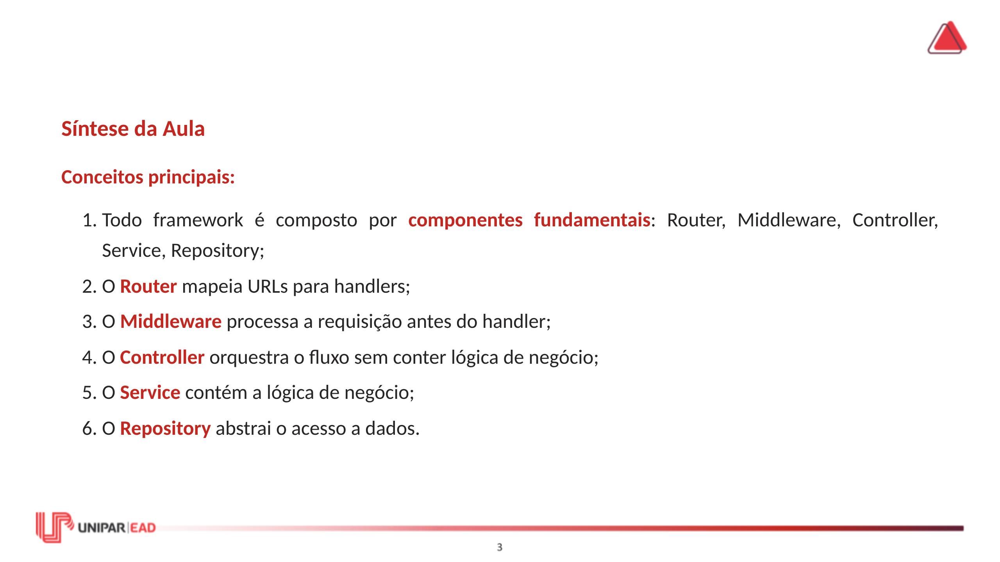 Síntese da Aula
Conceitos principais:
1. Todo framework é composto por componentes fundamentais: Router, Middleware, Controller,
Service, Repository;
2. O Router mapeia URLs para handlers;
3. O Middleware processa a requisição antes do handler;
4. O Controller orquestra o fluxo sem conter lógica de negócio;
5. O Service contém a lógica de negócio;
6. O Repository abstrai o acesso a dados.
UNIPAR|EAD
3